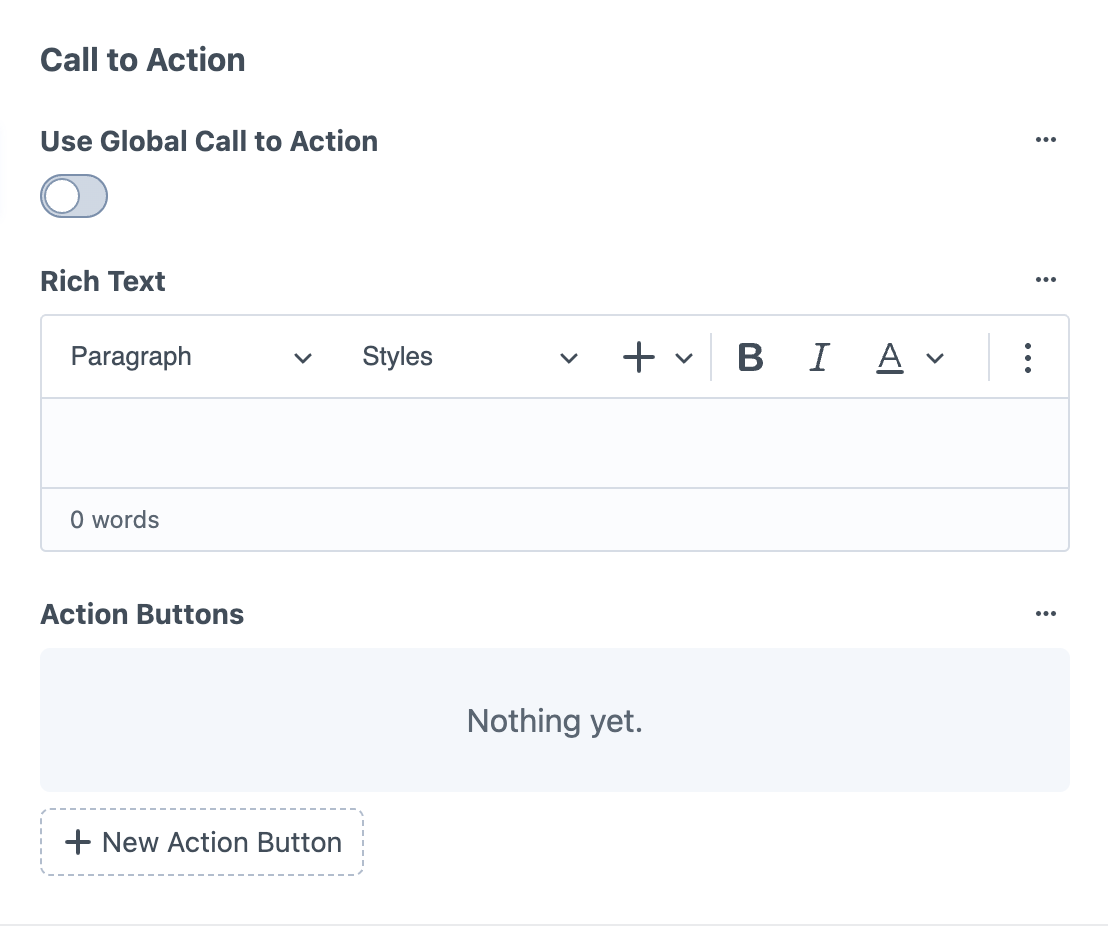 Call to Action
Use Global Call to Action
Rich Text
Paragraph Styles B I A
0 words
Action Buttons
Nothing yet.
New Action Button